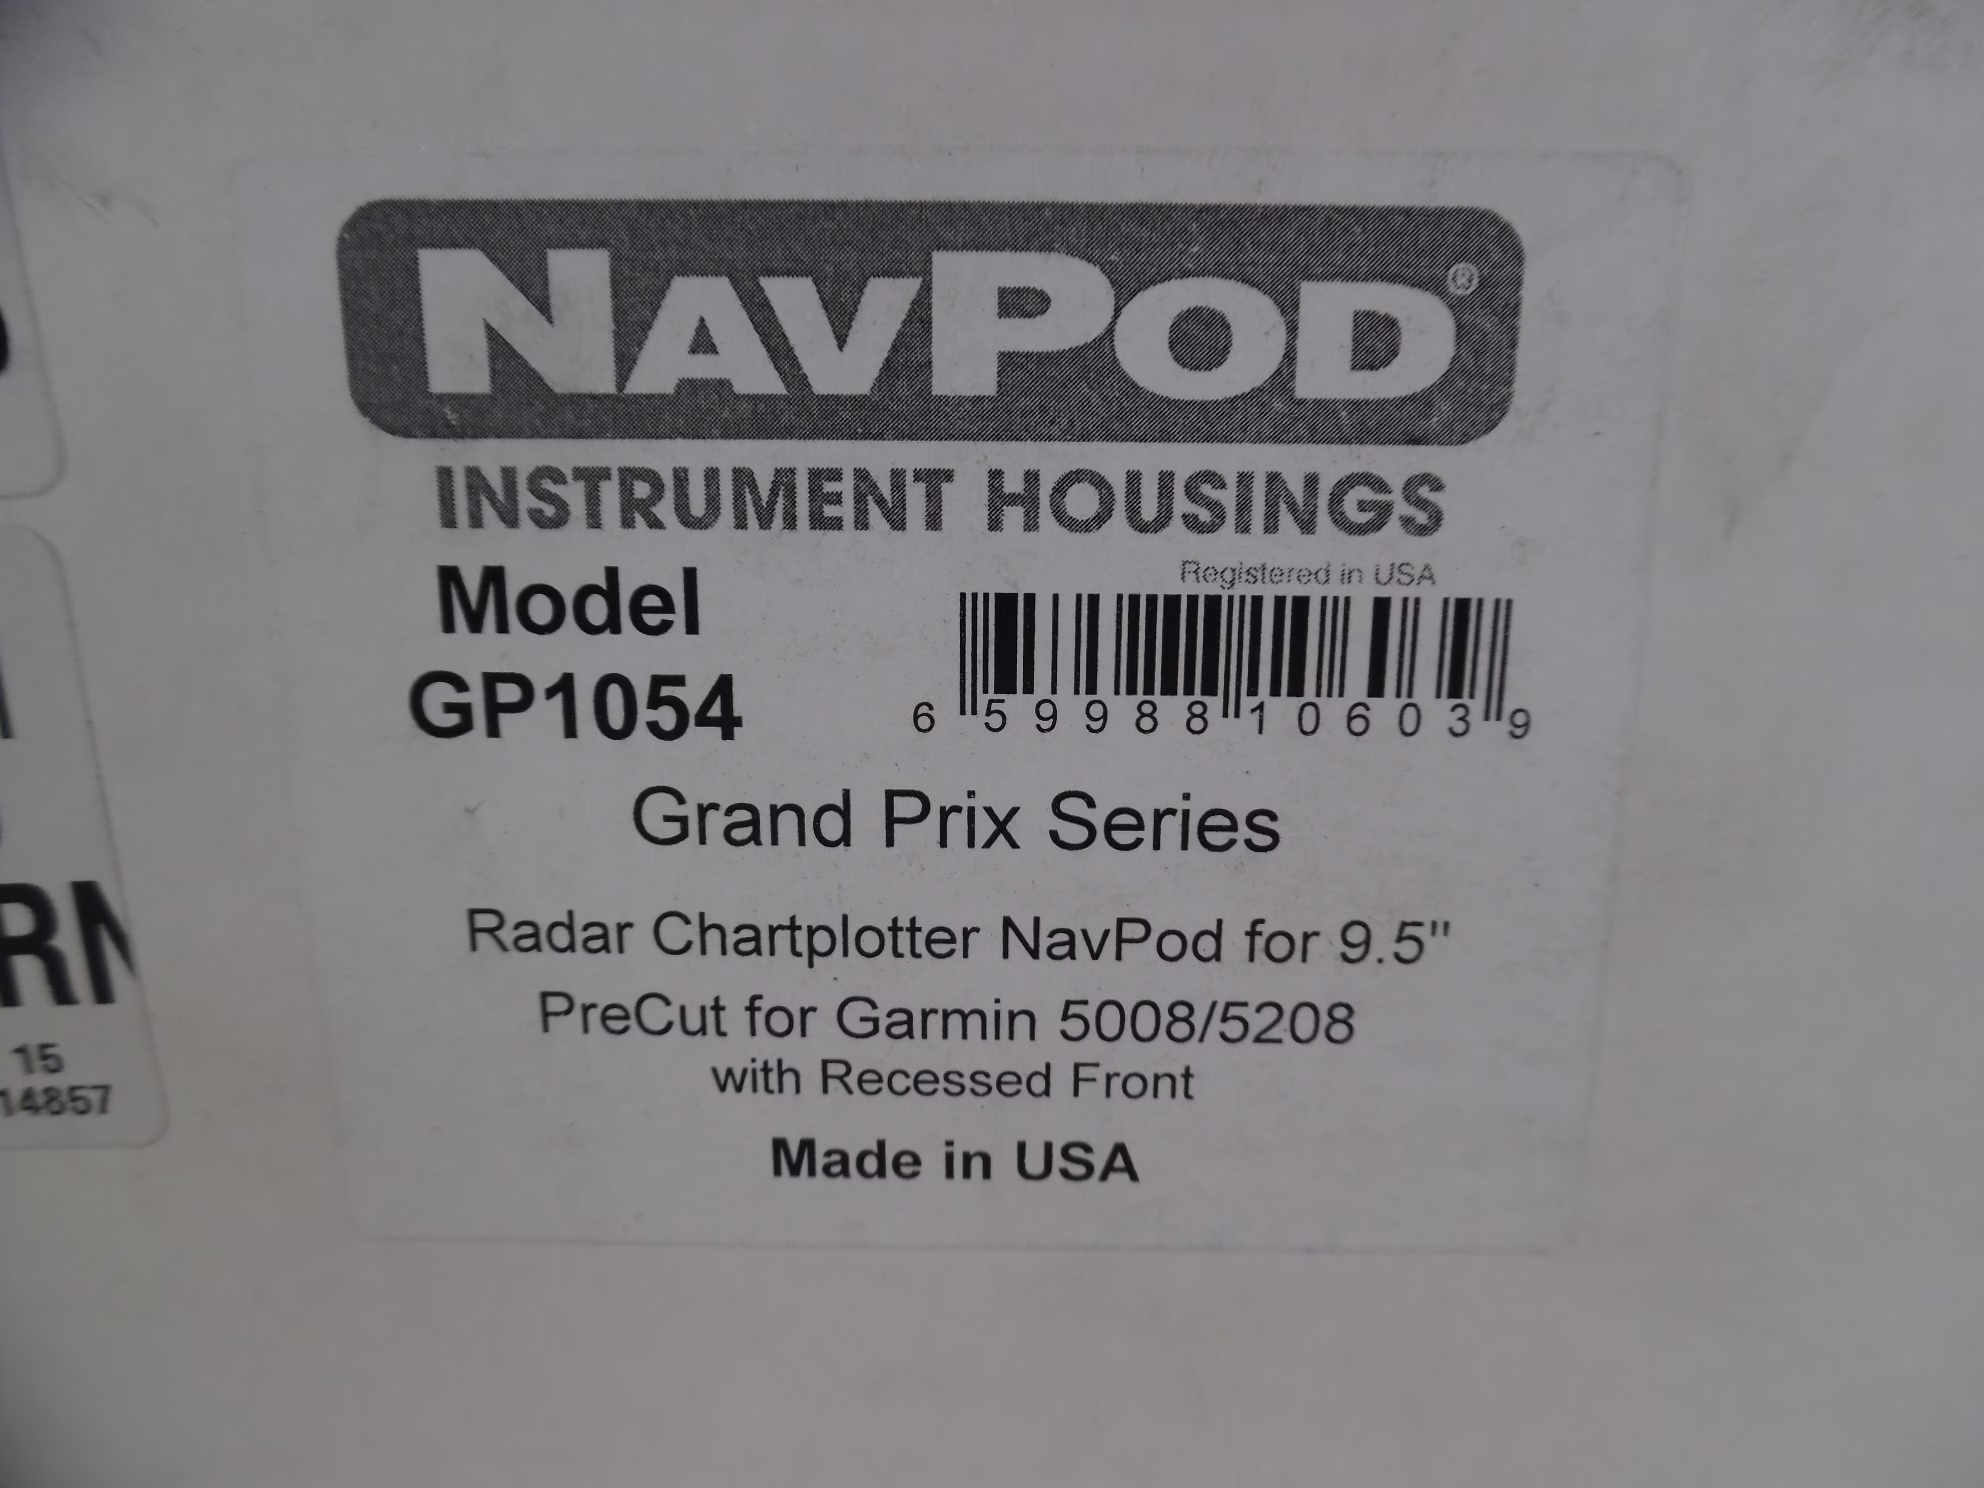 NAVPOD®
INSTRUMENT HOUSINGS
Registered in USA
Model
GP1054
6 59988 10603 9
Grand Prix Series
Radar Chartplotter NavPod for 9.5"
PreCut for Garmin 5008/5208
with Recessed Front
Made in USA
15
14857